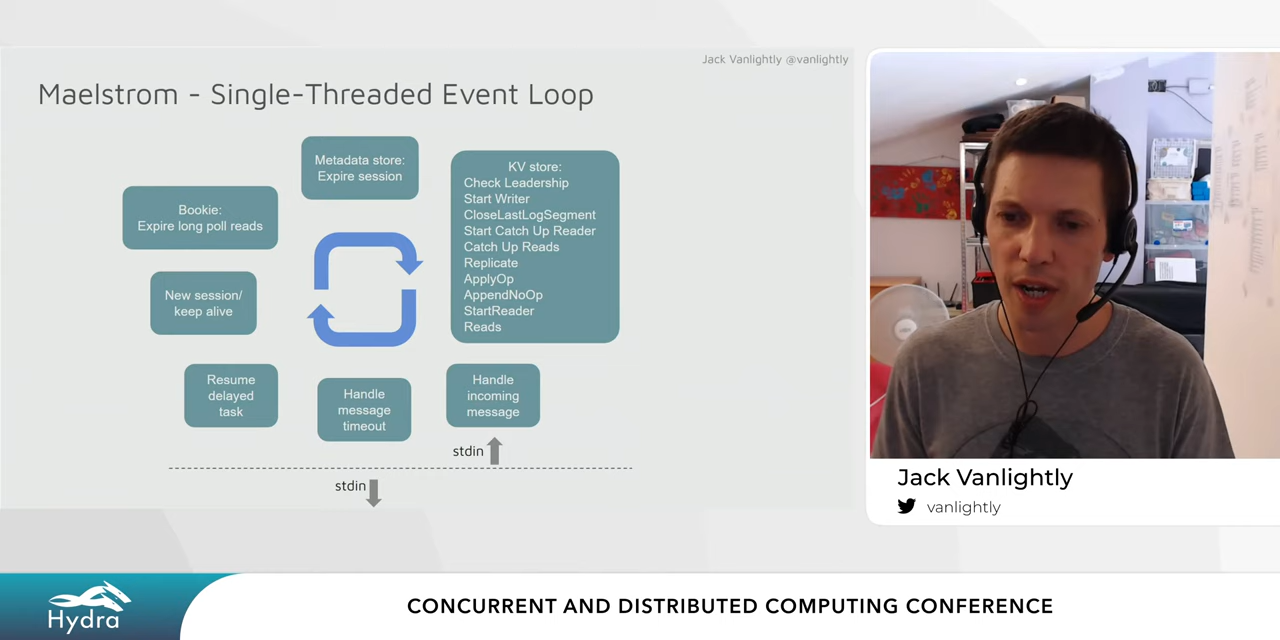 Jack Vanlightly @vanlightly
Maelstrom - Single-Threaded Event Loop
Metadata store:
Expire session
KV store:
Check Leadership
Start Writer
CloseLastLogSegment
Start Catch Up Reader
Catch Up Reads
Replicate
ApplyOp
AppendNoOp
StartReader
Reads
Bookie:
Expire long poll reads
New session/
keep alive
Resume
delayed
task
Handle
message
timeout
Handle
incoming
message
stdin
stdin
Jack Vanlightly
vanlightly
Hydra
CONCURRENT AND DISTRIBUTED COMPUTING CONFERENCE